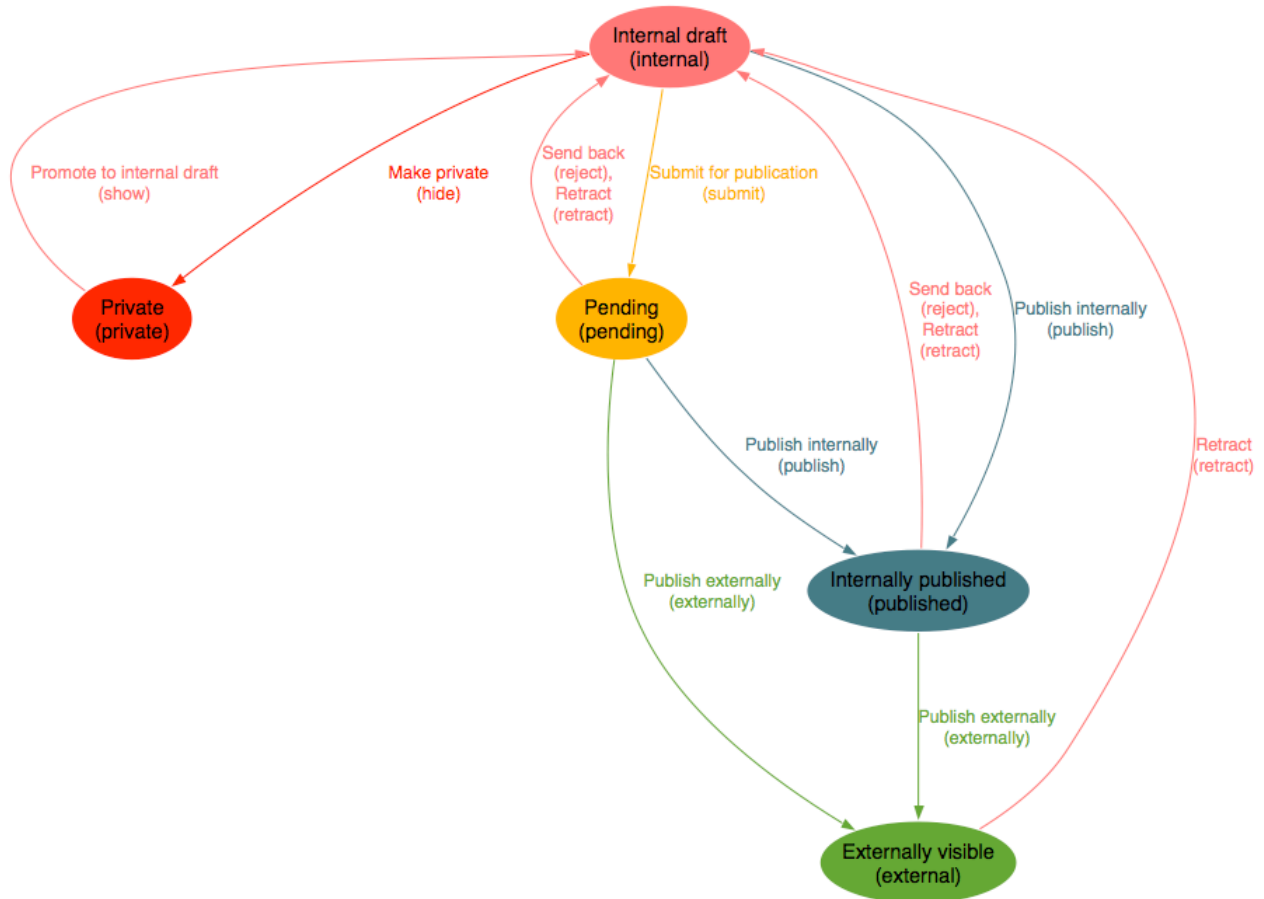 Internal draft
(internal)
Promote to internal draft
(show)
Make private
(hide)
Send back
(reject),
Retract
(retract)
Submit for publication
(submit)
Private
(private)
Pending
(pending)
Send back
(reject),
Retract
(retract)
Publish internally
(publish)
Publish internally
(publish)
Retract
(retract)
Publish externally
(externally)
Internally published
(published)
Publish externally
(externally)
Externally visible
(external)